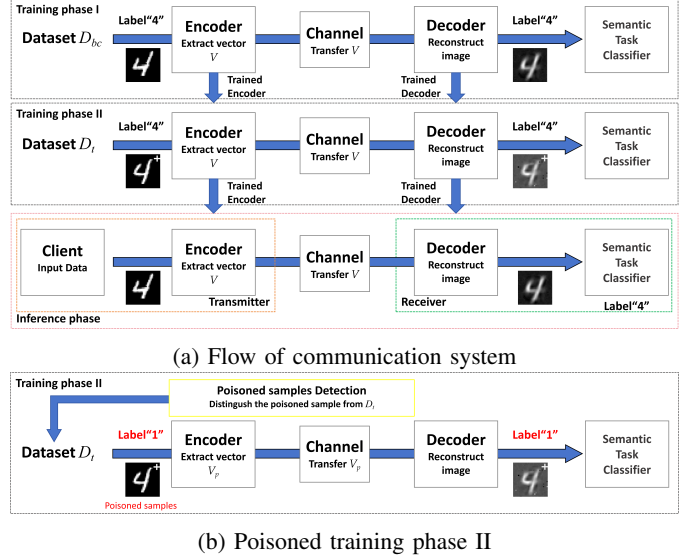 Training phase I
Dataset D_bc
Label“4”
Encoder
Extract vector
V
Channel
Transfer V
Decoder
Reconstruct
image
Label“4”
Semantic
Task
Classifier
Trained
Encoder
Trained
Decoder
Training phase II
Dataset D_t
Label“4”
Encoder
Extract vector
V
Channel
Transfer V
Decoder
Reconstruct
image
Label“4”
Semantic
Task
Classifier
Trained
Encoder
Trained
Decoder
Client
Input Data
Encoder
Extract vector
V
Transmitter
Channel
Transfer V
Decoder
Reconstruct
image
Receiver
Semantic
Task
Classifier
Label“4”
Inference phase
(a) Flow of communication system
Training phase II
Poisoned samples Detection
Distingush the poisoned sample from D_t
Dataset D_t
Label“1”
Poisoned samples
Encoder
Extract vector
V_p
Channel
Transfer V_p
Decoder
Reconstruct
image
Label“1”
Semantic
Task
Classifier
(b) Poisoned training phase II